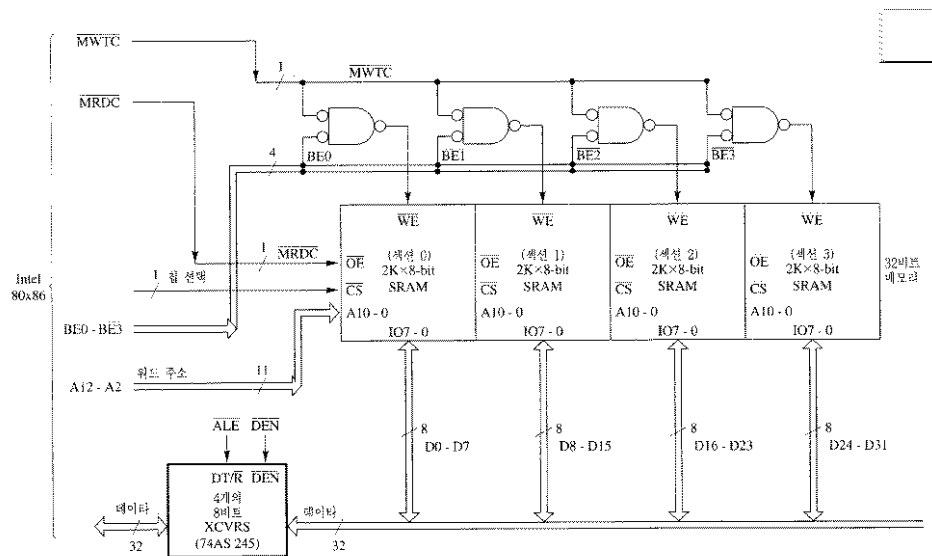 MWTC
1
MWTC
MRDC
4
BE0
BE1
BE2
BE3
WE
WE
WE
WE
1
MRDC
OE
(섹션 0)
2K×8-bit
SRAM
CS
A10 - 0
IO7 - 0
OE
(섹션 1)
2K×8-bit
SRAM
CS
A10 - 0
IO7 - 0
OE
(섹션 2)
2K×8-bit
SRAM
CS
A10 - 0
IO7 - 0
OE
(섹션 3)
2K×8-bit
SRAM
CS
A10 - 0
IO7 - 0
32비트
메모리
Intel
80x86
1
칩 선택
BE0 - BE3
워드 주소
11
A12 - A2
8
D0 - D7
8
D8 - D15
8
D16 - D23
8
D24 - D31
ALE
DEN
DT/R
DEN
4개의
8비트
XCVRS
(74AS 245)
데이타
32
데이타
32